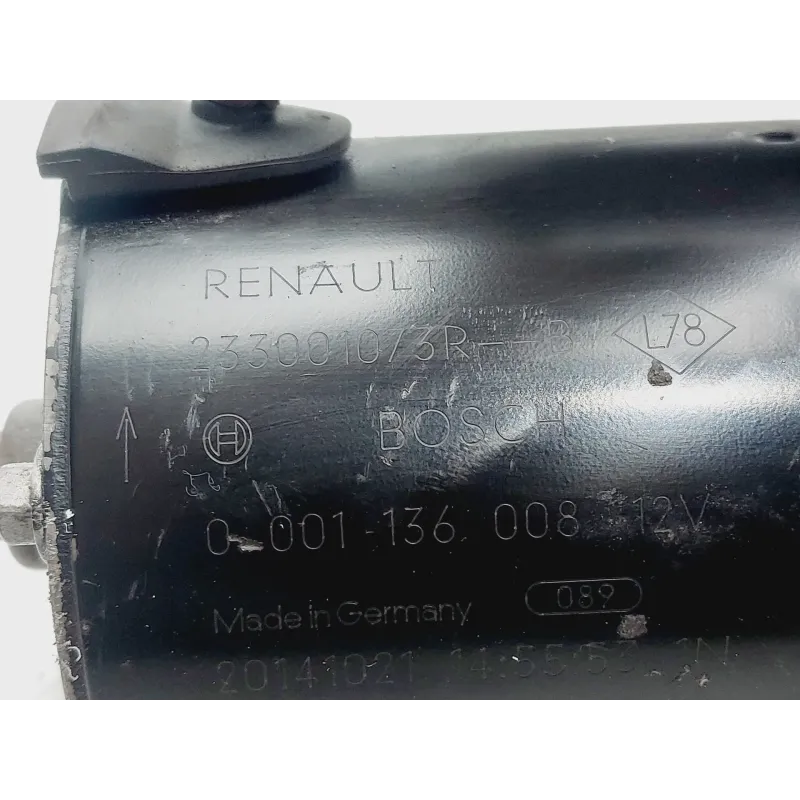 RENAULT
233001073R--B L78
BOSCH
0 001 136 008 12V
Made in Germany 089
20141021